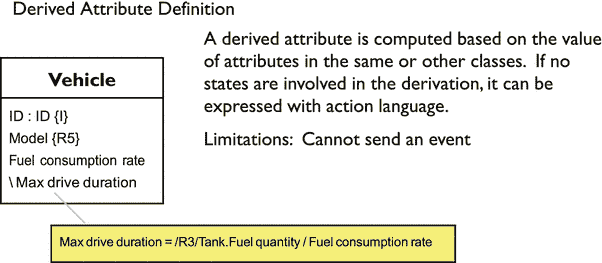 Derived Attribute Definition
A derived attribute is computed based on the value
of attributes in the same or other classes. If no
states are involved in the derivation, it can be
expressed with action language.
Limitations: Cannot send an event
Vehicle
ID : ID {I}
Model {R5}
Fuel consumption rate
\ Max drive duration
Max drive duration = /R3/Tank.Fuel quantity / Fuel consumption rate